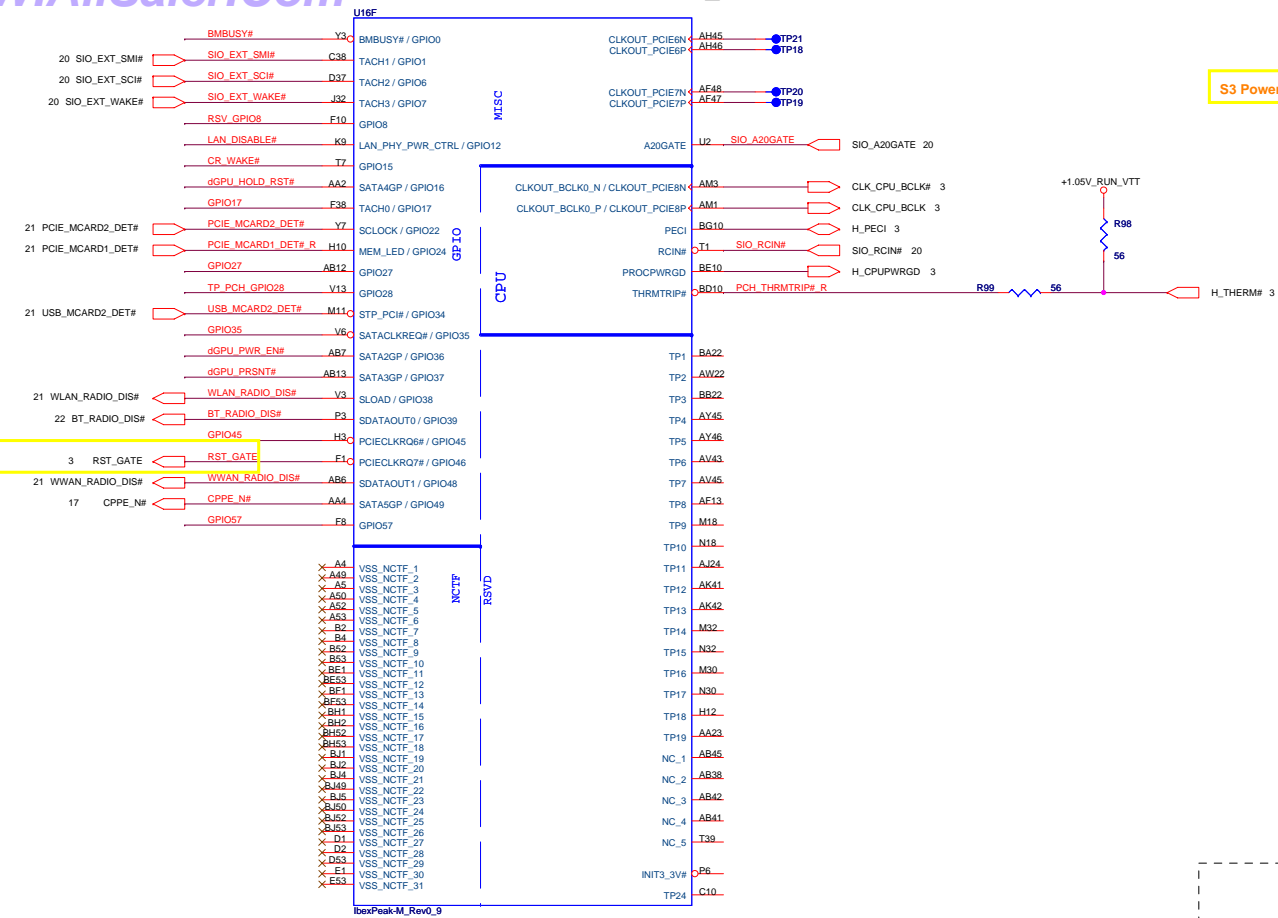 U16F
BMBUSY# Y3 BMBUSY# / GPIO0 CLKOUT_PCIE6N AH45 TP21
CLKOUT_PCIE6P AH46 TP18
20 SIO_EXT_SMI# SIO_EXT_SMI# C38 TACH1 / GPIO1
20 SIO_EXT_SCI# SIO_EXT_SCI# D37 TACH2 / GPIO6
CLKOUT_PCIE7N AF48 TP20
20 SIO_EXT_WAKE# SIO_EXT_WAKE# J32 TACH3 / GPIO7 MISC CLKOUT_PCIE7P AF47 TP19
S3 Power
RSV_GPIO8 F10 GPIO8
LAN_DISABLE# K9 LAN_PHY_PWR_CTRL / GPIO12 A20GATE U2 SIO_A20GATE SIO_A20GATE 20
CR_WAKE# T7 GPIO15
dGPU_HOLD_RST# AA2 SATA4GP / GPIO16 CLKOUT_BCLK0_N / CLKOUT_PCIE8N AM3 CLK_CPU_BCLK# 3
+1.05V_RUN_VTT
GPIO17 F38 TACH0 / GPIO17 CLKOUT_BCLK0_P / CLKOUT_PCIE8P AM1 CLK_CPU_BCLK 3
21 PCIE_MCARD2_DET# PCIE_MCARD2_DET# Y7 SCLOCK / GPIO22 GPIO PECI BG10 H_PECI 3
R98
21 PCIE_MCARD1_DET# PCIE_MCARD1_DET#_R H10 MEM_LED / GPIO24 RCIN# T1 SIO_RCIN# SIO_RCIN# 20
56
GPIO27 AB12 GPIO27 CPU PROCPWRGD BE10 H_CPUPWRGD 3
TP_PCH_GPIO28 V13 GPIO28 THRMTRIP# BD10 PCH_THRMTRIP#_R R99 56 H_THERM# 3
21 USB_MCARD2_DET# USB_MCARD2_DET# M11 STP_PCI# / GPIO34
GPIO35 V6 SATACLKREQ# / GPIO35
dGPU_PWR_EN# AB7 SATA2GP / GPIO36 TP1 BA22
dGPU_PRSNT# AB13 SATA3GP / GPIO37 TP2 AW22
21 WLAN_RADIO_DIS# WLAN_RADIO_DIS# V3 SLOAD / GPIO38 TP3 BB22
22 BT_RADIO_DIS# BT_RADIO_DIS# P3 SDATAOUT0 / GPIO39 TP4 AY45
GPIO45 H3 PCIECLKRQ6# / GPIO45 TP5 AY46
3 RST_GATE RST_GATE F1 PCIECLKRQ7# / GPIO46 TP6 AV43
21 WWAN_RADIO_DIS# WWAN_RADIO_DIS# AB6 SDATAOUT1 / GPIO48 TP7 AV45
17 CPPE_N# CPPE_N# AA4 SATA5GP / GPIO49 TP8 AF13
GPIO57 F8 GPIO57 TP9 M18
TP10 N18
A4 VSS_NCTF_1 TP11 AJ24
A49 VSS_NCTF_2
A5 VSS_NCTF_3 NCTF RSVD TP12 AK41
A50 VSS_NCTF_4
A52 VSS_NCTF_5 TP13 AK42
A53 VSS_NCTF_6
B2 VSS_NCTF_7 TP14 M32
B4 VSS_NCTF_8
B52 VSS_NCTF_9 TP15 N32
B53 VSS_NCTF_10
BE1 VSS_NCTF_11 TP16 M30
BE53 VSS_NCTF_12
BF1 VSS_NCTF_13 TP17 N30
BF53 VSS_NCTF_14
BH1 VSS_NCTF_15 TP18 H12
BH2 VSS_NCTF_16
BH52 VSS_NCTF_17 TP19 AA23
BH53 VSS_NCTF_18
BJ1 VSS_NCTF_19 NC_1 AB45
BJ2 VSS_NCTF_20
BJ4 VSS_NCTF_21 NC_2 AB38
BJ49 VSS_NCTF_22
BJ5 VSS_NCTF_23 NC_3 AB42
BJ50 VSS_NCTF_24
BJ52 VSS_NCTF_25 NC_4 AB41
BJ53 VSS_NCTF_26
D1 VSS_NCTF_27 NC_5 T39
D2 VSS_NCTF_28
D53 VSS_NCTF_29
E1 VSS_NCTF_30 INIT3_3V# P6
E53 VSS_NCTF_31
TP24 C10
IbexPeak-M_Rev0_9